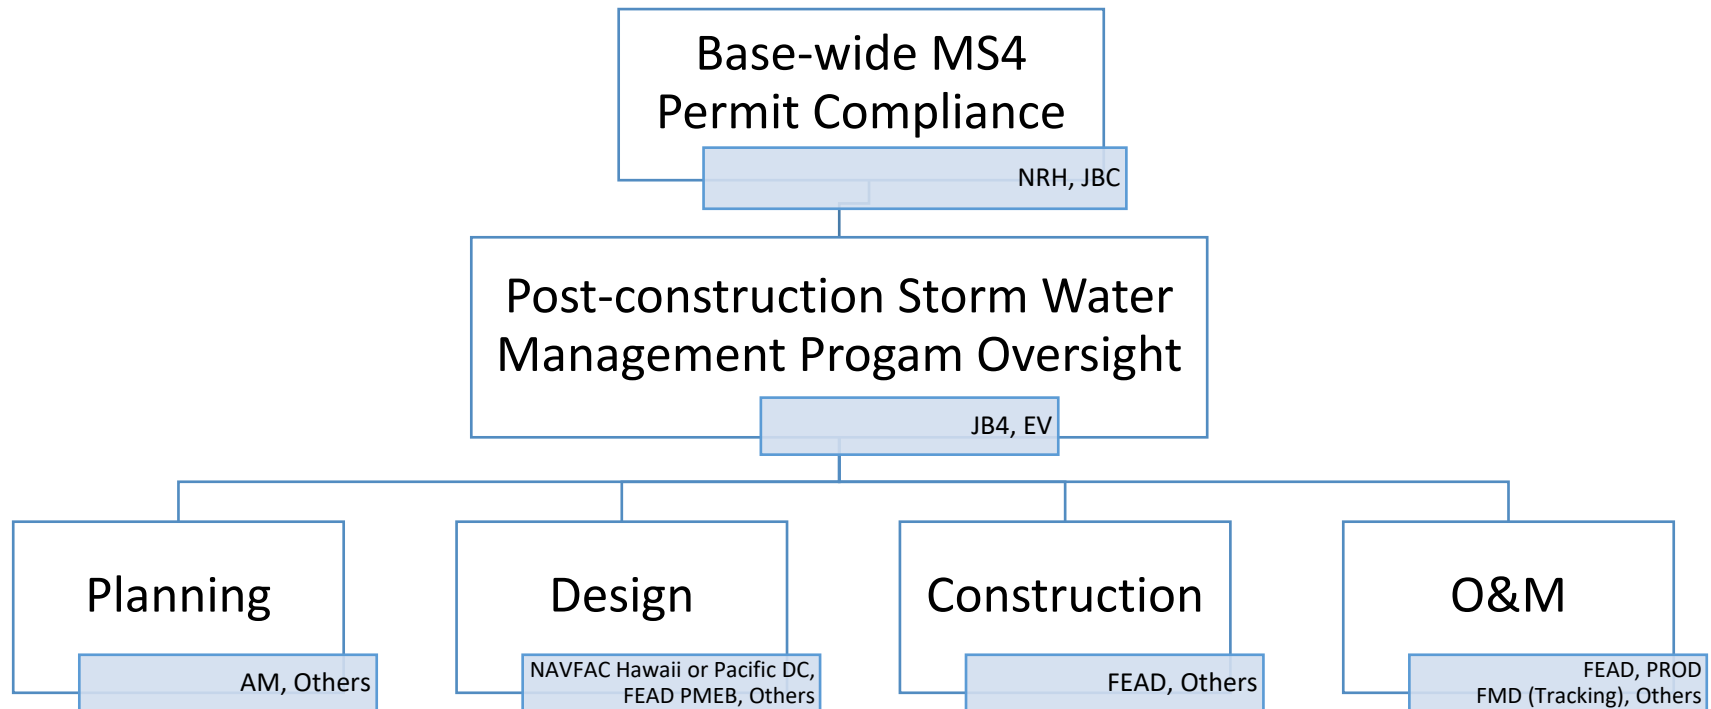 Base-wide MS4
Permit Compliance
NRH, JBC
Post-construction Storm Water
Management Progam Oversight
JB4, EV
Planning
AM, Others
Design
NAVFAC Hawaii or Pacific DC,
FEAD PMEB, Others
Construction
FEAD, Others
O&M
FEAD, PROD
FMD (Tracking), Others